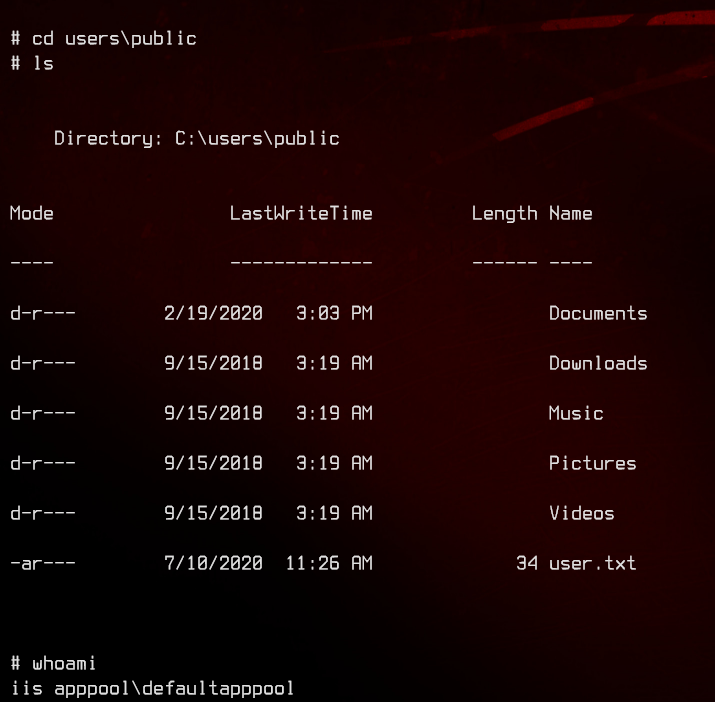 # cd users\public
# ls
Directory: C:\users\public
Mode LastWriteTime Length Name
---- ------------- ------ ----
d-r--- 2/19/2020 3:03 PM Documents
d-r--- 9/15/2018 3:19 AM Downloads
d-r--- 9/15/2018 3:19 AM Music
d-r--- 9/15/2018 3:19 AM Pictures
d-r--- 9/15/2018 3:19 AM Videos
-ar--- 7/10/2020 11:26 AM 34 user.txt
# whoami
iis apppool\defaultapppool